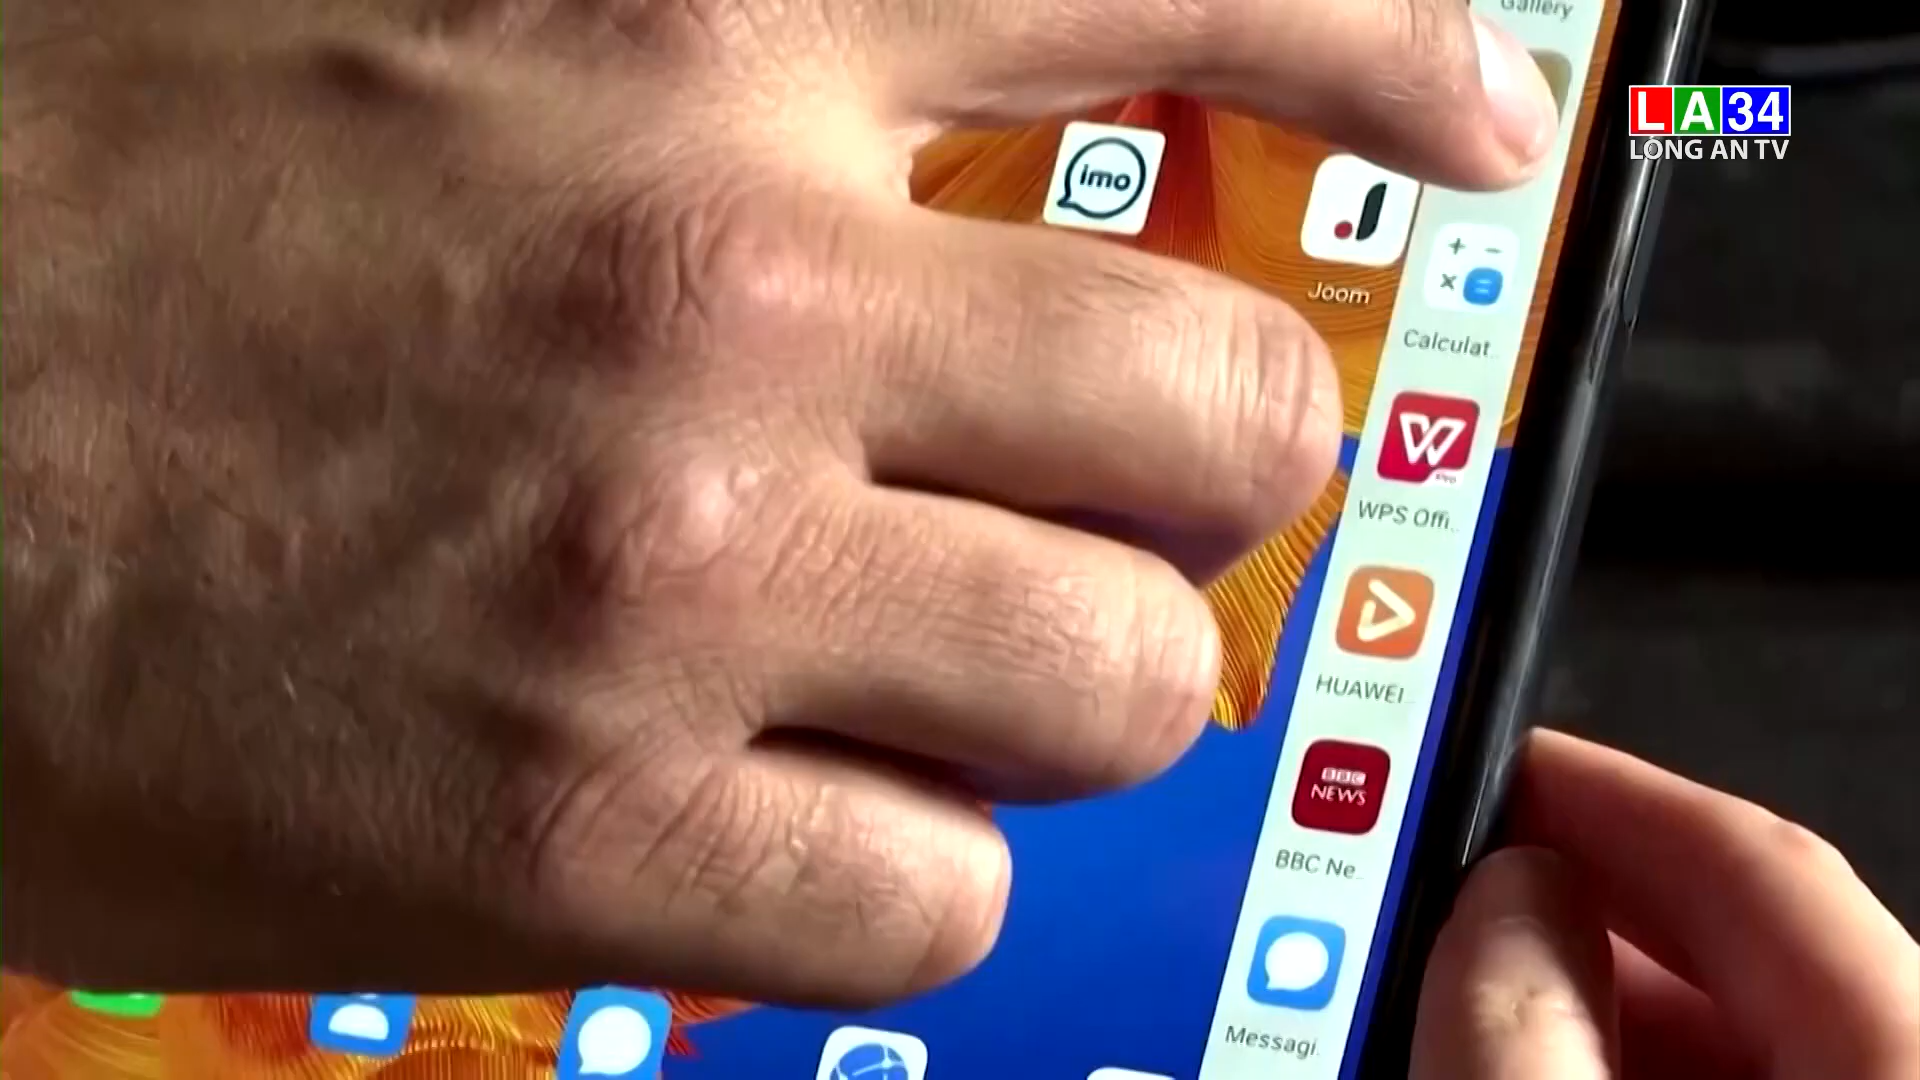 Gallery
LA34
LONG AN TV
imo
Joom
Calculat..
WPS Offi..
HUAWEI..
BBC
NEWS
BBC Ne..
Messagi.